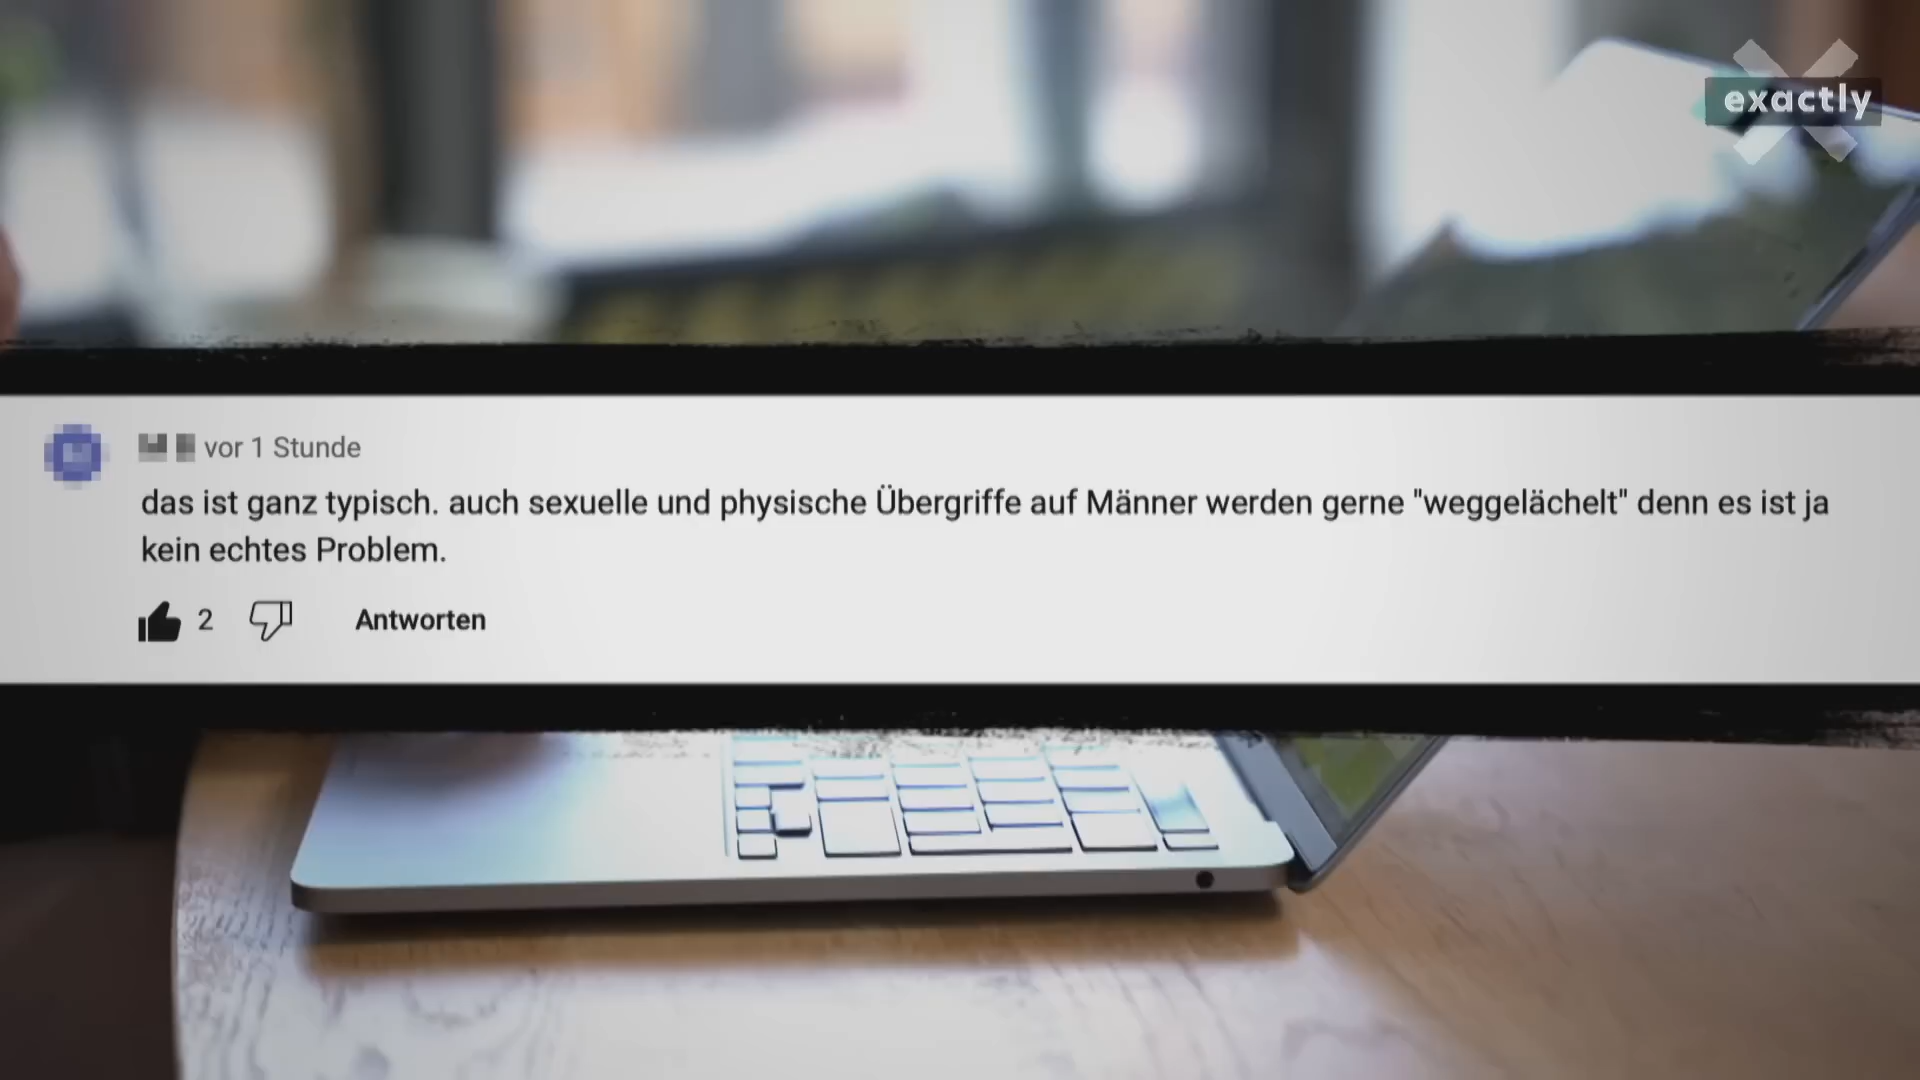 exactly
vor 1 Stunde
das ist ganz typisch. auch sexuelle und physische Übergriffe auf Männer werden gerne "weggelächelt" denn es ist ja
kein echtes Problem.
2
Antworten